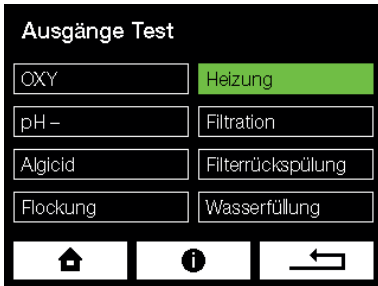 Ausgänge Test
OXY
Heizung
pH –
Filtration
Algicid
Filterrückspülung
Flockung
Wasserfüllung